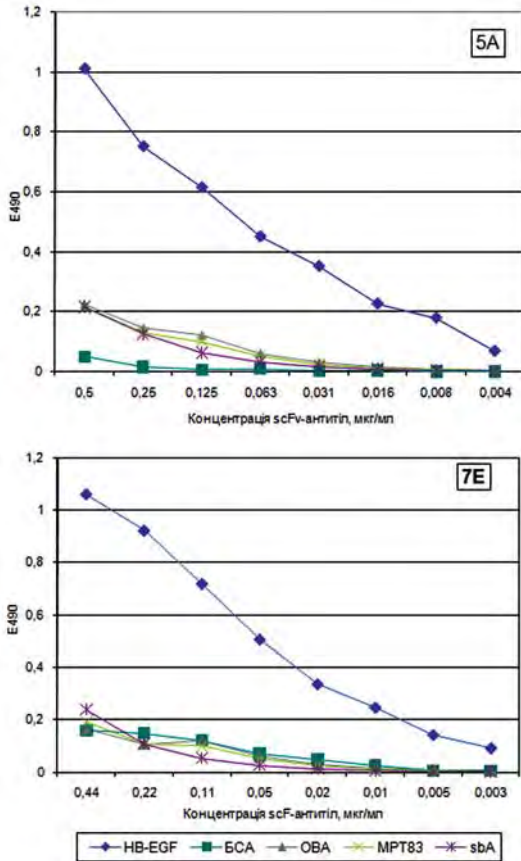 1,2
5A
1
0,8
0,6
0,4
0,2
0
E490
0,5 0,25 0,125 0,063 0,031 0,016 0,008 0,004
Концентрація scFv-антитіл, мкг/мл
1,2
7E
1
0,8
0,6
0,4
0,2
0
E490
0,44 0,22 0,11 0,05 0,02 0,01 0,005 0,003
Концентрація scF-антитіл, мкг/мл
HB-EGF БСА ОВА MPT83 sbA